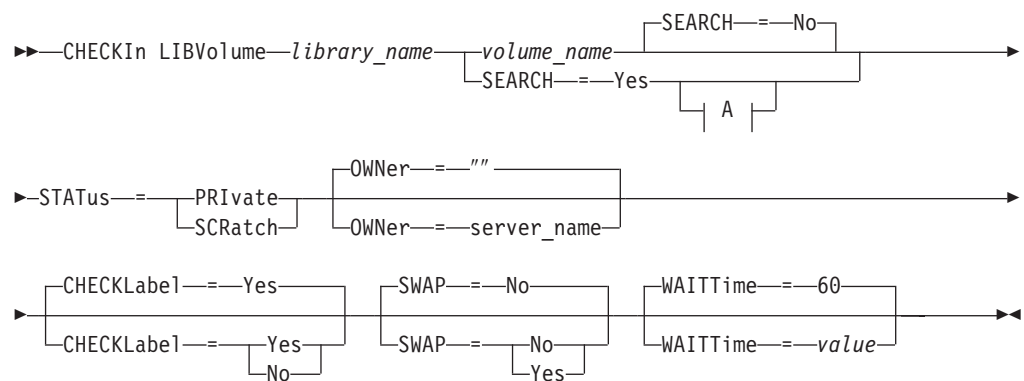 SEARCH = No
CHECKIn LIBVolume library_name volume_name
SEARCH = Yes
A
OWNer = ""
STATus = PRIvate
SCRatch OWNer = server_name
CHECKLabel = Yes SWAP = No WAITTime = 60
CHECKLabel = Yes SWAP = No WAITTime = value
No Yes